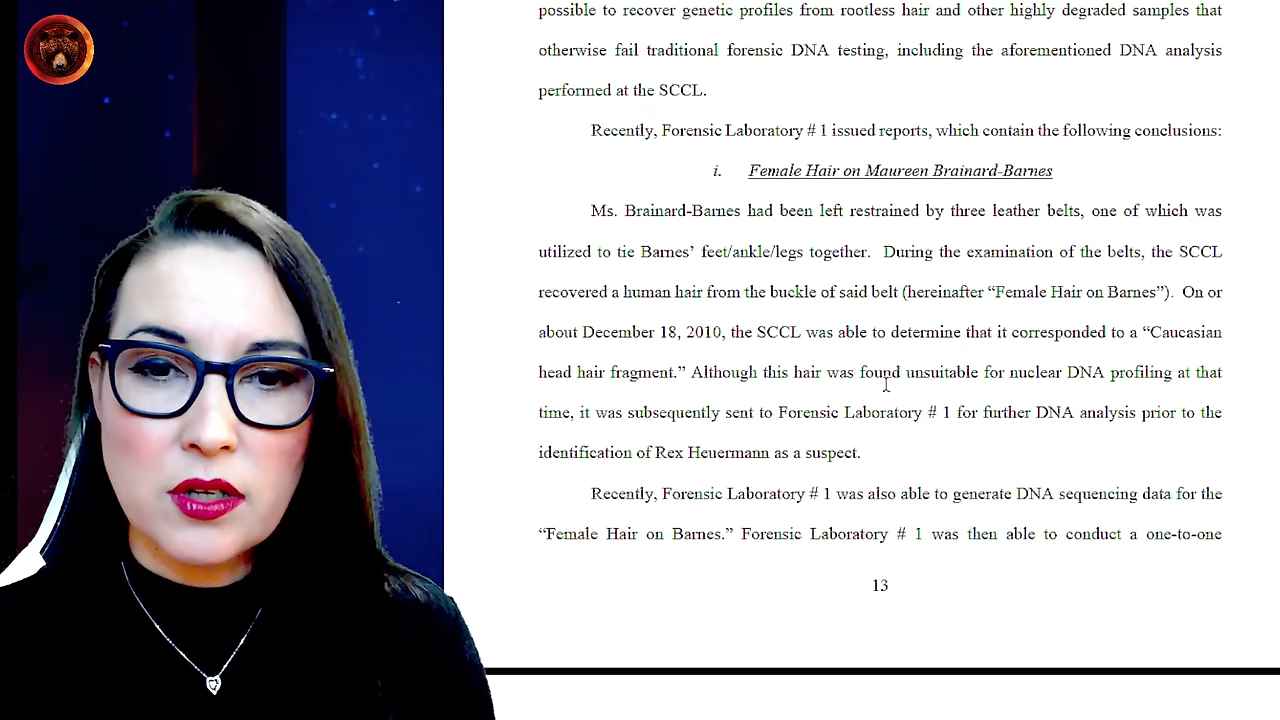 possible to recover genetic profiles from rootless hair and other highly degraded samples that
otherwise fail traditional forensic DNA testing, including the aforementioned DNA analysis
performed at the SCCL.
Recently, Forensic Laboratory # 1 issued reports, which contain the following conclusions:
i. Female Hair on Maureen Brainard-Barnes
Ms. Brainard-Barnes had been left restrained by three leather belts, one of which was
utilized to tie Barnes’ feet/ankle/legs together. During the examination of the belts, the SCCL
recovered a human hair from the buckle of said belt (hereinafter “Female Hair on Barnes”). On or
about December 18, 2010, the SCCL was able to determine that it corresponded to a “Caucasian
head hair fragment.” Although this hair was found unsuitable for nuclear DNA profiling at that
time, it was subsequently sent to Forensic Laboratory # 1 for further DNA analysis prior to the
identification of Rex Heuermann as a suspect.
Recently, Forensic Laboratory # 1 was also able to generate DNA sequencing data for the
“Female Hair on Barnes.” Forensic Laboratory # 1 was then able to conduct a one-to-one
13